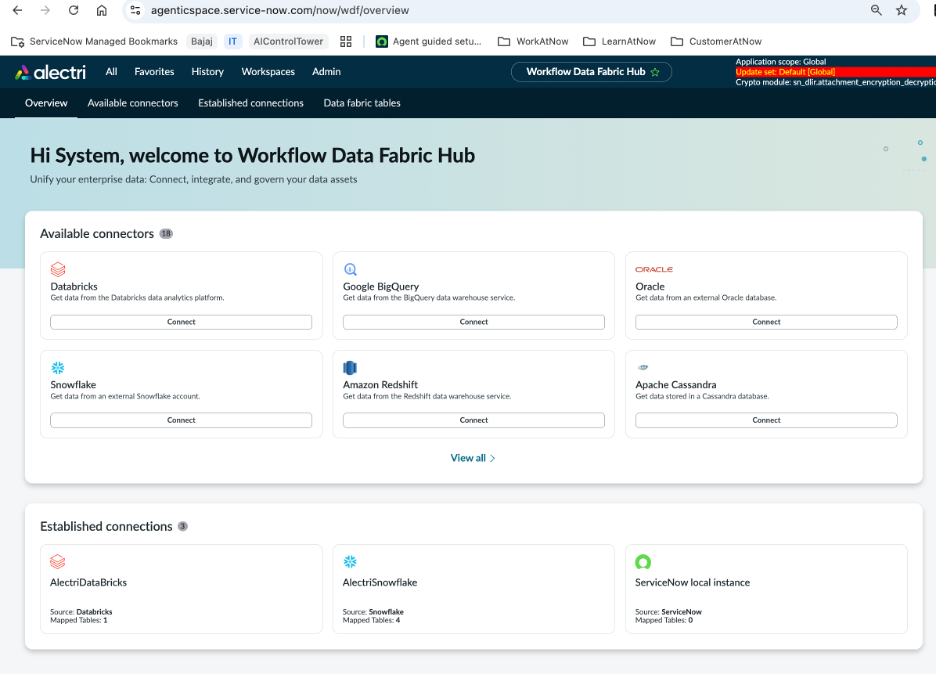 agenticspace.service-now.com/now/wdf/overview
ServiceNow Managed Bookmarks Bajaj IT AIControlTower Agent guided setu... WorkAtNow LearnAtNow CustomerAtNow
alectri All Favorites History Workspaces Admin Workflow Data Fabric Hub
Application scope: Global
Update set: Default [Global]
Crypto module: sn_dlir.attachment_encryption_decryptio
Overview Available connectors Established connections Data fabric tables
Hi System, welcome to Workflow Data Fabric Hub
Unify your enterprise data: Connect, integrate, and govern your data assets
Available connectors 18
ORACLE
Databricks Google BigQuery Oracle
Get data from the Databricks data analytics platform. Get data from the BigQuery data warehouse service. Get data from an external Oracle database.
Connect Connect Connect
Snowflake Amazon Redshift Apache Cassandra
Get data from an external Snowflake account. Get data from the Redshift data warehouse service. Get data stored in a Cassandra database.
Connect Connect Connect
View all
Established connections 3
AlectriDataBricks AlectriSnowflake ServiceNow local instance
Source: Databricks Source: Snowflake Source: ServiceNow
Mapped Tables: 1 Mapped Tables: 4 Mapped Tables: 0